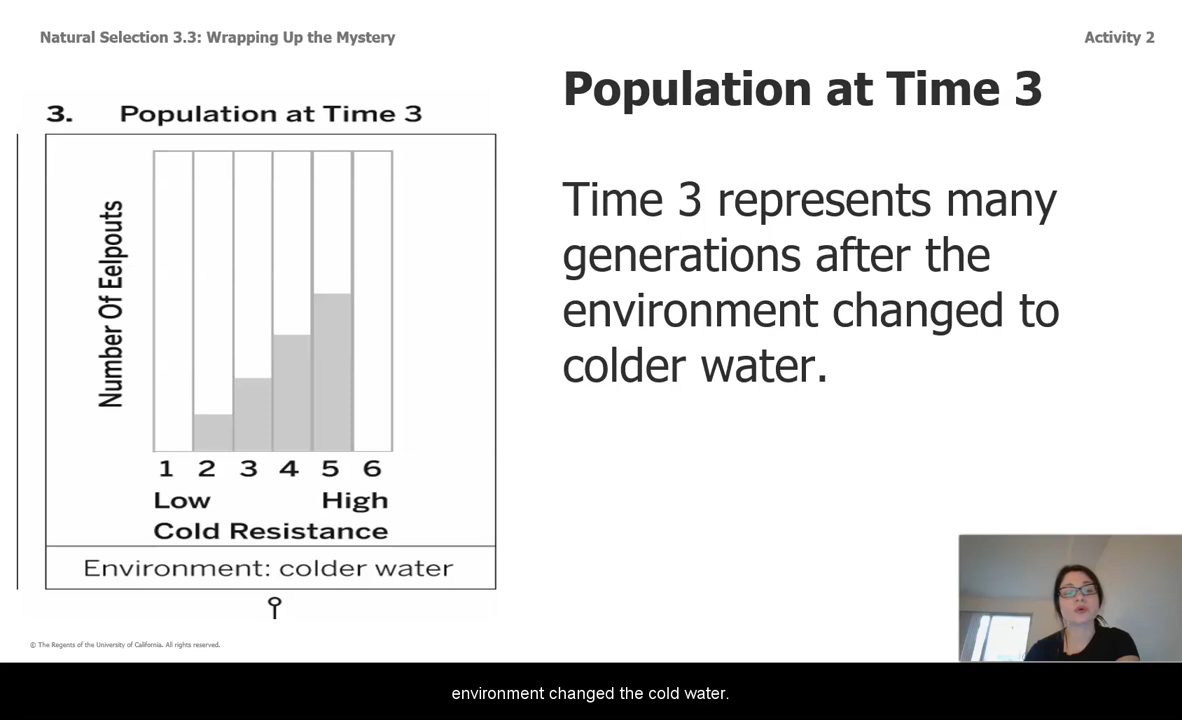 Natural Selection 3.3: Wrapping Up the Mystery
Activity 2
Population at Time 3
3. Population at Time 3
Number Of Eelpouts
1 2 3 4 5 6
Low High
Cold Resistance
Environment: colder water
Time 3 represents many
generations after the
environment changed to
colder water.
© The Regents of the University of California. All rights reserved.
environment changed the cold water.